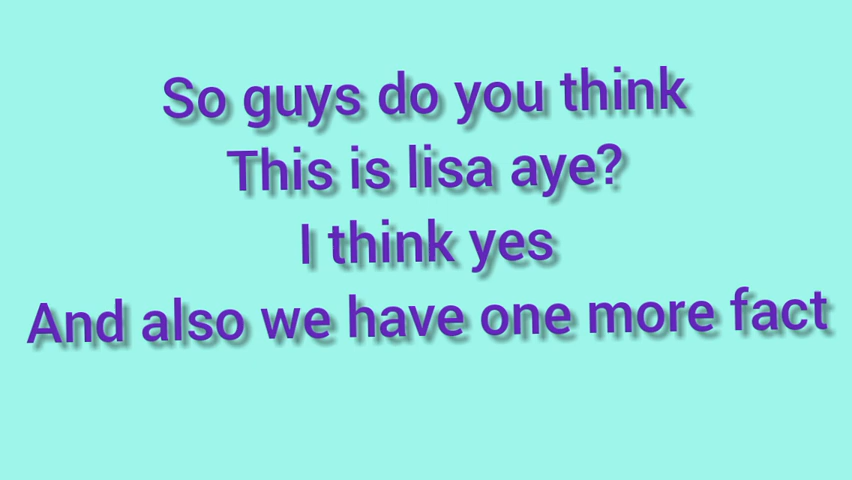 So guys do you think
This is lisa aye?
I think yes
And also we have one more fact